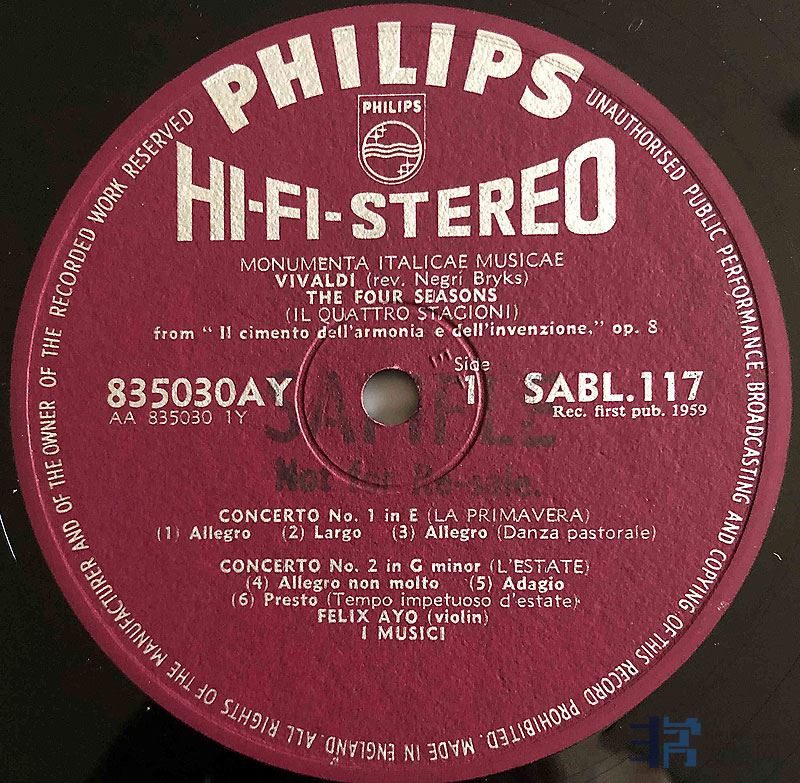 PHILIPS
PHILIPS
HI-FI-STEREO
MONUMENTA ITALICAE MUSICAE
VIVALDI (rev. Negri Bryks)
THE FOUR SEASONS
(IL QUATTRO STAGIONI)
from " Il cimento dell'armonia e dell'invenzione," op. 8
835030AY
AA 835030 1Y
Side
1
SABL.117
Rec. first pub. 1959
SAMPLE
Not for Re-sale.
CONCERTO No. 1 in E (LA PRIMAVERA)
(1) Allegro (2) Largo (3) Allegro (Danza pastorale)
CONCERTO No. 2 in G minor (L'ESTATE)
(4) Allegro non molto (5) Adagio
(6) Presto (Tempo impetuoso d'estate)
FELIX AYO (violin)
I MUSICI
ALL RIGHTS OF THE MANUFACTURER AND OF THE OWNER OF THE RECORDED WORK RESERVED
UNAUTHORISED PUBLIC PERFORMANCE, BROADCASTING AND COPYING OF THIS RECORD PROHIBITED. MADE IN ENGLAND.